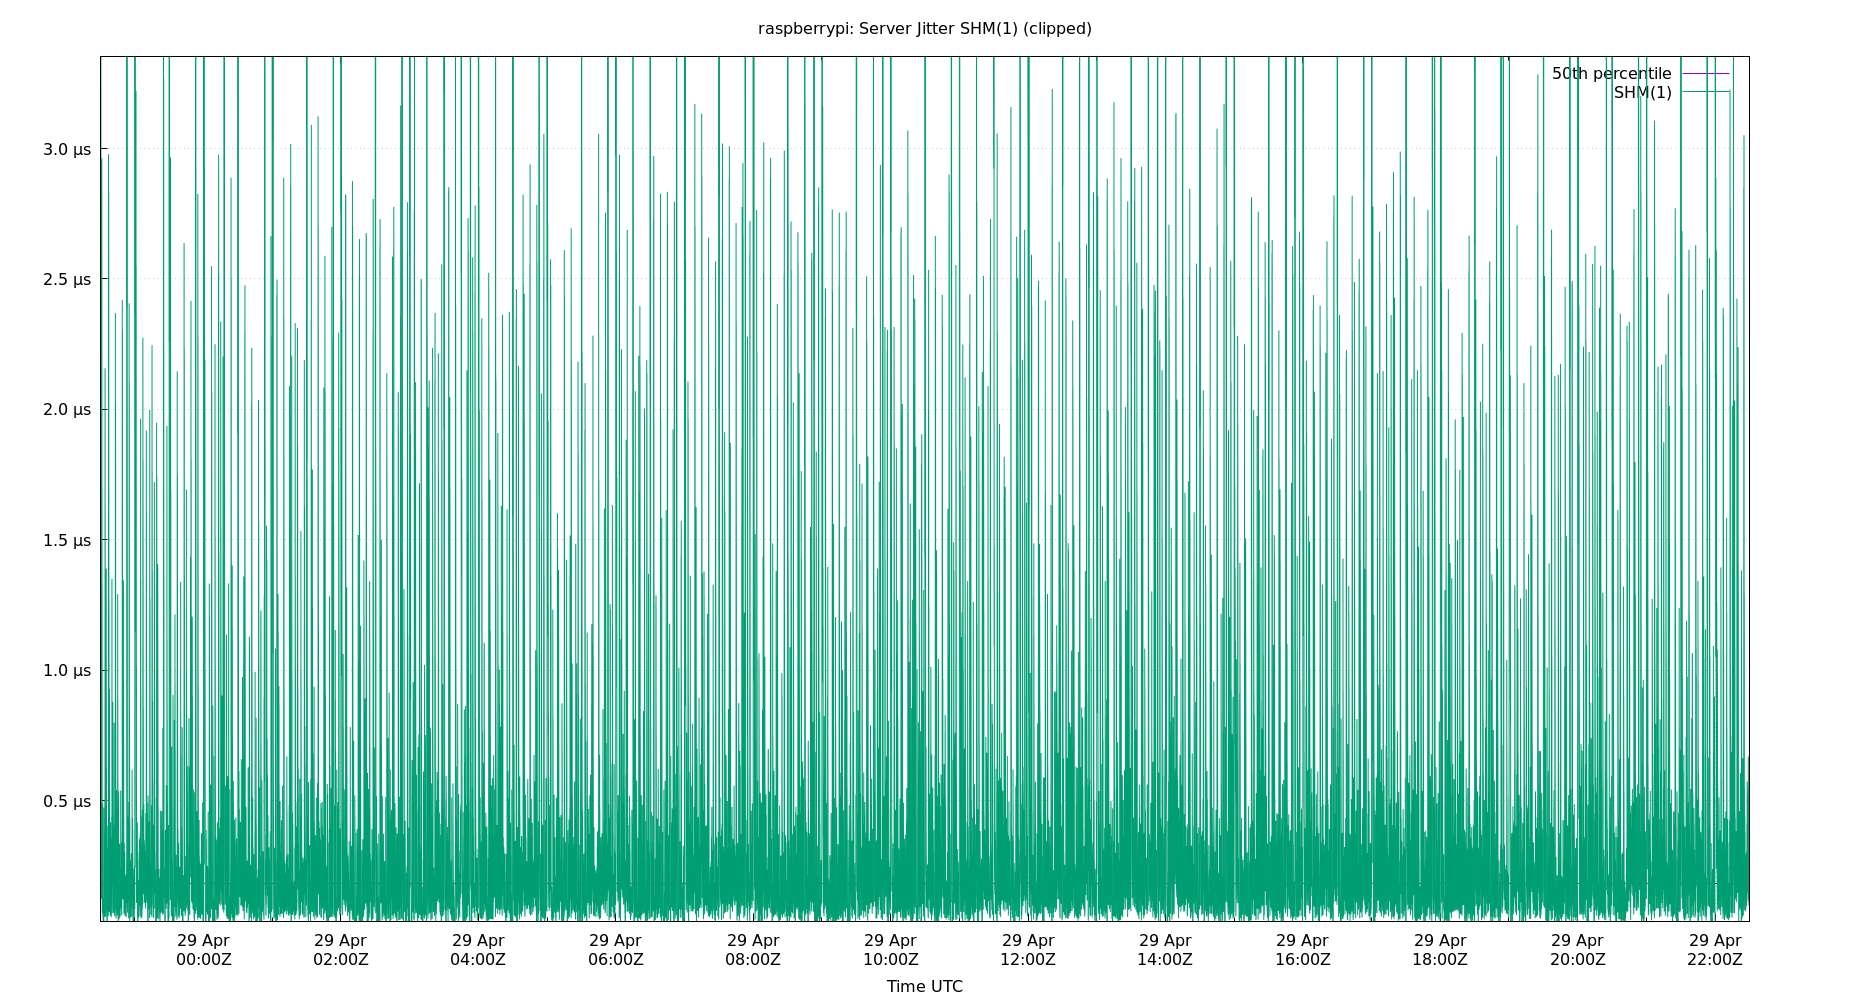 raspberrypi: Server Jitter SHM(1) (clipped)
50th percentile
SHM(1)
3.0 µs
2.5 µs
2.0 µs
1.5 µs
1.0 µs
0.5 µs
29 Apr 29 Apr 29 Apr 29 Apr 29 Apr 29 Apr 29 Apr 29 Apr 29 Apr 29 Apr 29 Apr 29 Apr
00:00Z 02:00Z 04:00Z 06:00Z 08:00Z 10:00Z 12:00Z 14:00Z 16:00Z 18:00Z 20:00Z 22:00Z
Time UTC